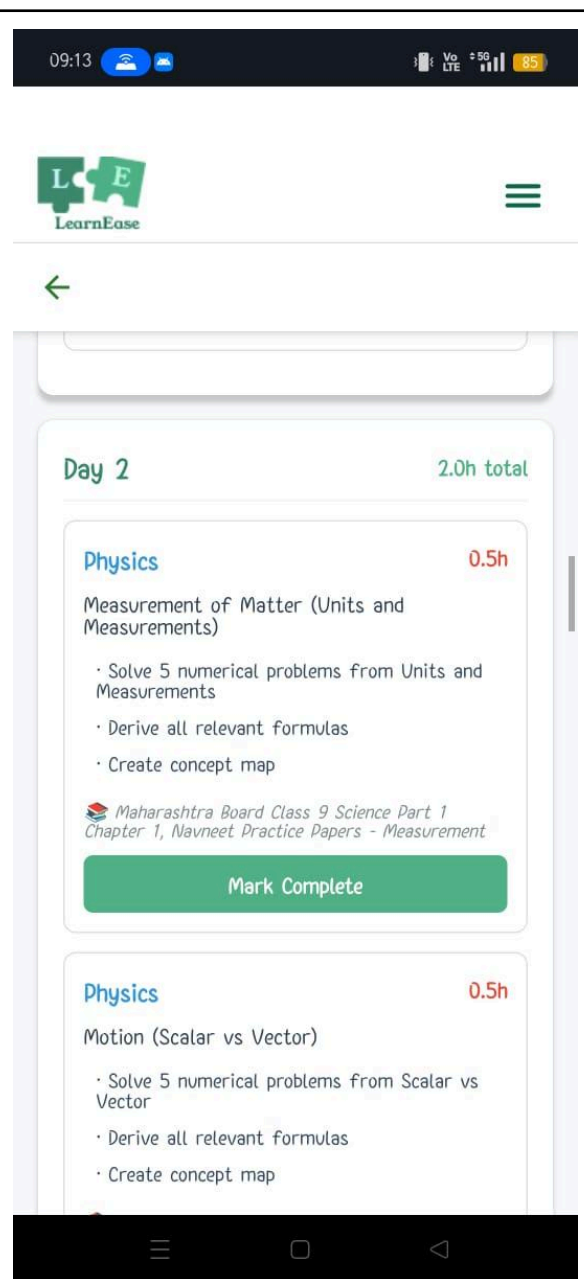 09:13
Vo
LTE
5G
85
L E
LearnEase
Day 2
2.0h total
Physics
0.5h
Measurement of Matter (Units and
Measurements)
· Solve 5 numerical problems from Units and
Measurements
· Derive all relevant formulas
· Create concept map
📚 Maharashtra Board Class 9 Science Part 1
Chapter 1, Navneet Practice Papers - Measurement
Mark Complete
Physics
0.5h
Motion (Scalar vs Vector)
· Solve 5 numerical problems from Scalar vs
Vector
· Derive all relevant formulas
· Create concept map